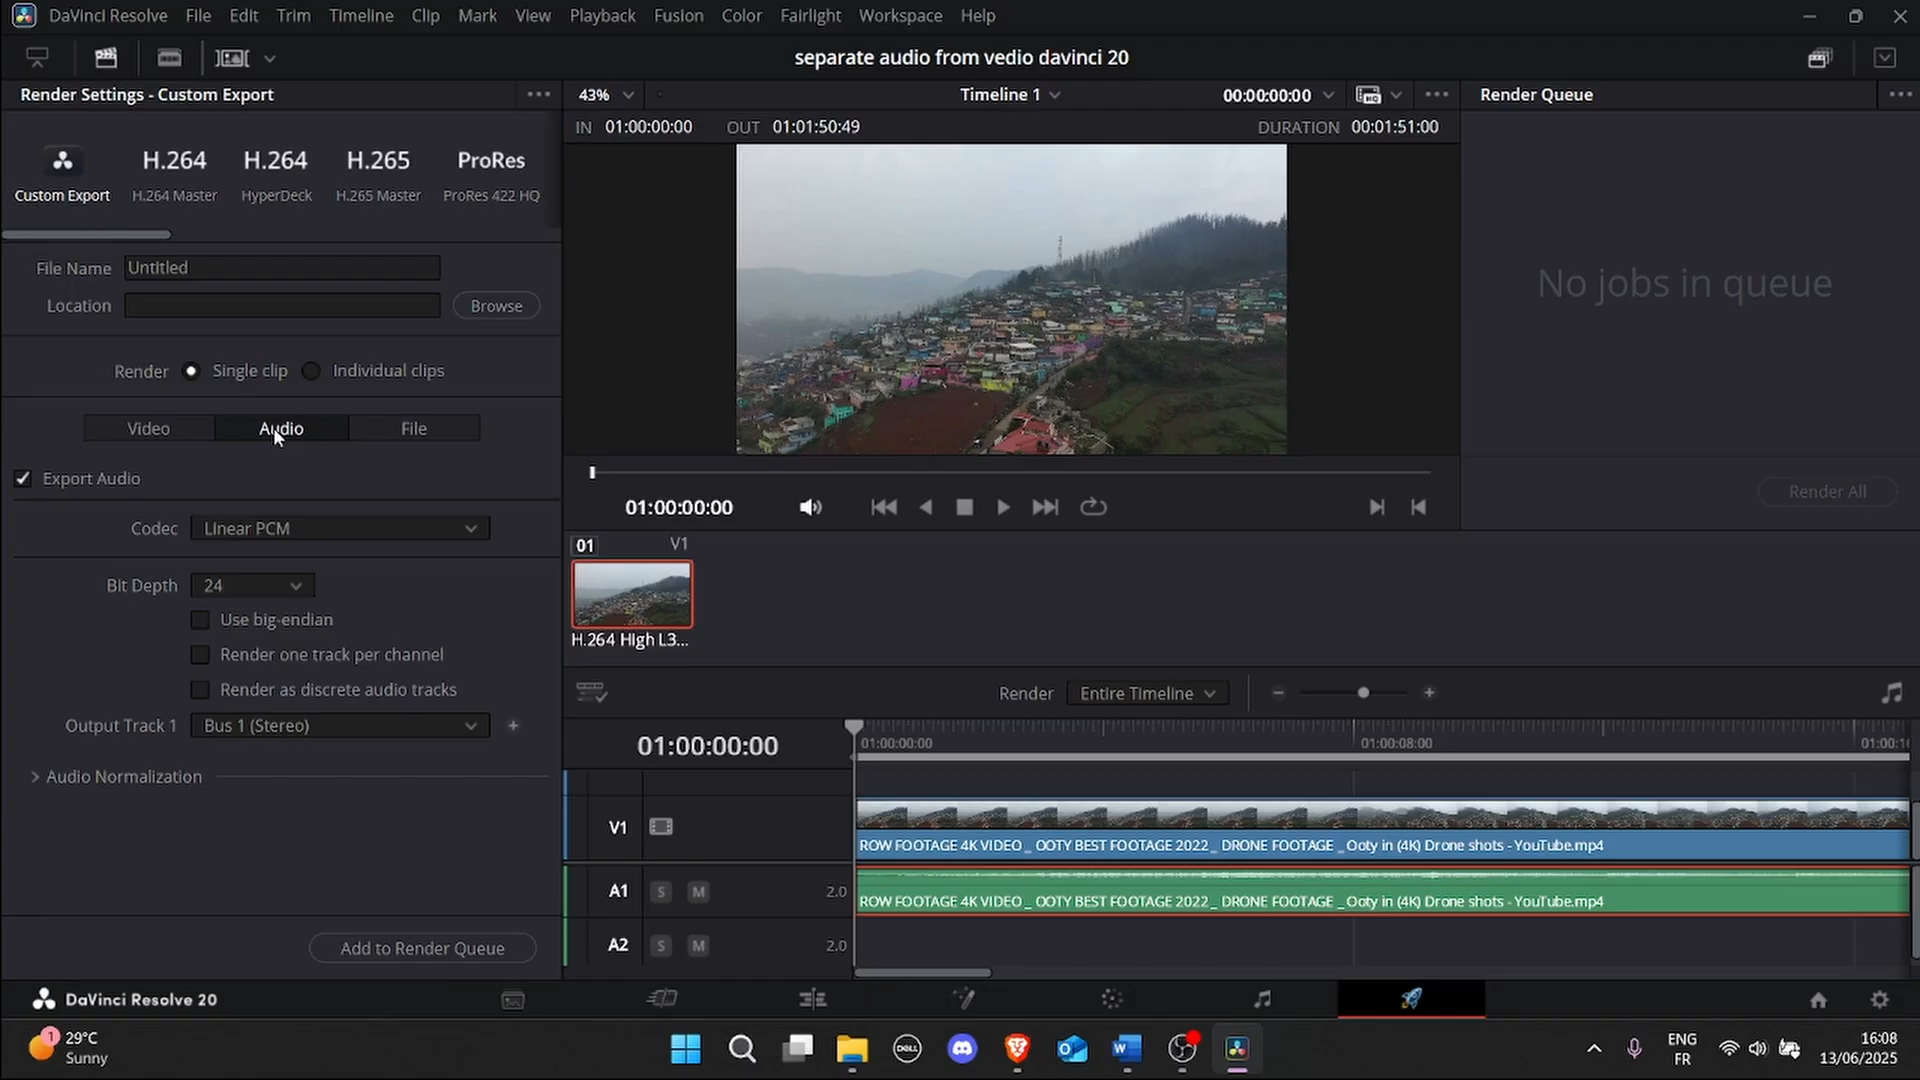 DaVinci Resolve File Edit Trim Timeline Clip Mark View Playback Fusion Color Fairlight Workspace Help
separate audio from vedio davinci 20
Render Settings - Custom Export
43%
Timeline 1
00:00:00:00
Render Queue
IN 01:00:00:00 OUT 01:01:50:49
DURATION 00:01:51:00
H.264 H.264 H.265 ProRes
Custom Export H.264 Master HyperDeck H.265 Master ProRes 422 HQ
File Name Untitled
Location Browse
No jobs in queue
Render Single clip Individual clips
Video Audio File
Export Audio
Render All
01:00:00:00
Codec Linear PCM
01 V1
Bit Depth 24
Use big-endian
H.264 High L3...
Render one track per channel
Render as discrete audio tracks
Render Entire Timeline
Output Track 1 Bus 1 (Stereo)
01:00:00:00
01:00:00:00 01:00:08:00 01:00:16
Audio Normalization
V1
ROW FOOTAGE 4K VIDEO _ OOTY BEST FOOTAGE 2022 _ DRONE FOOTAGE _Ooty in (4K) Drone shots - YouTube.mp4
A1 S M 2.0
ROW FOOTAGE 4K VIDEO _ OOTY BEST FOOTAGE 2022 _ DRONE FOOTAGE _Ooty in (4K) Drone shots - YouTube.mp4
A2 S M 2.0
Add to Render Queue
DaVinci Resolve 20
1
29°C
Sunny
DELL
ENG
FR
16:08
13/06/2025